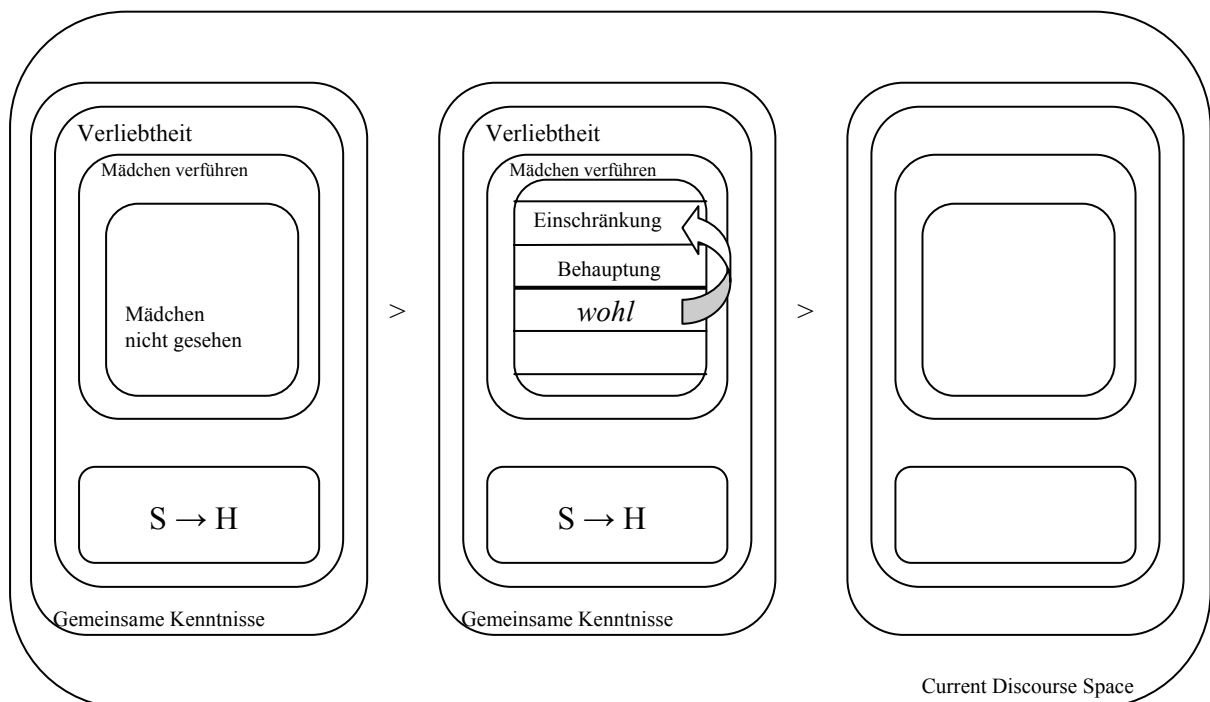 Verliebtheit
Mädchen verführen
Mädchen
nicht gesehen
S → H
Gemeinsame Kenntnisse
>
Verliebtheit
Mädchen verführen
Einschränkung
Behauptung
wohl
S → H
Gemeinsame Kenntnisse
>
Current Discourse Space